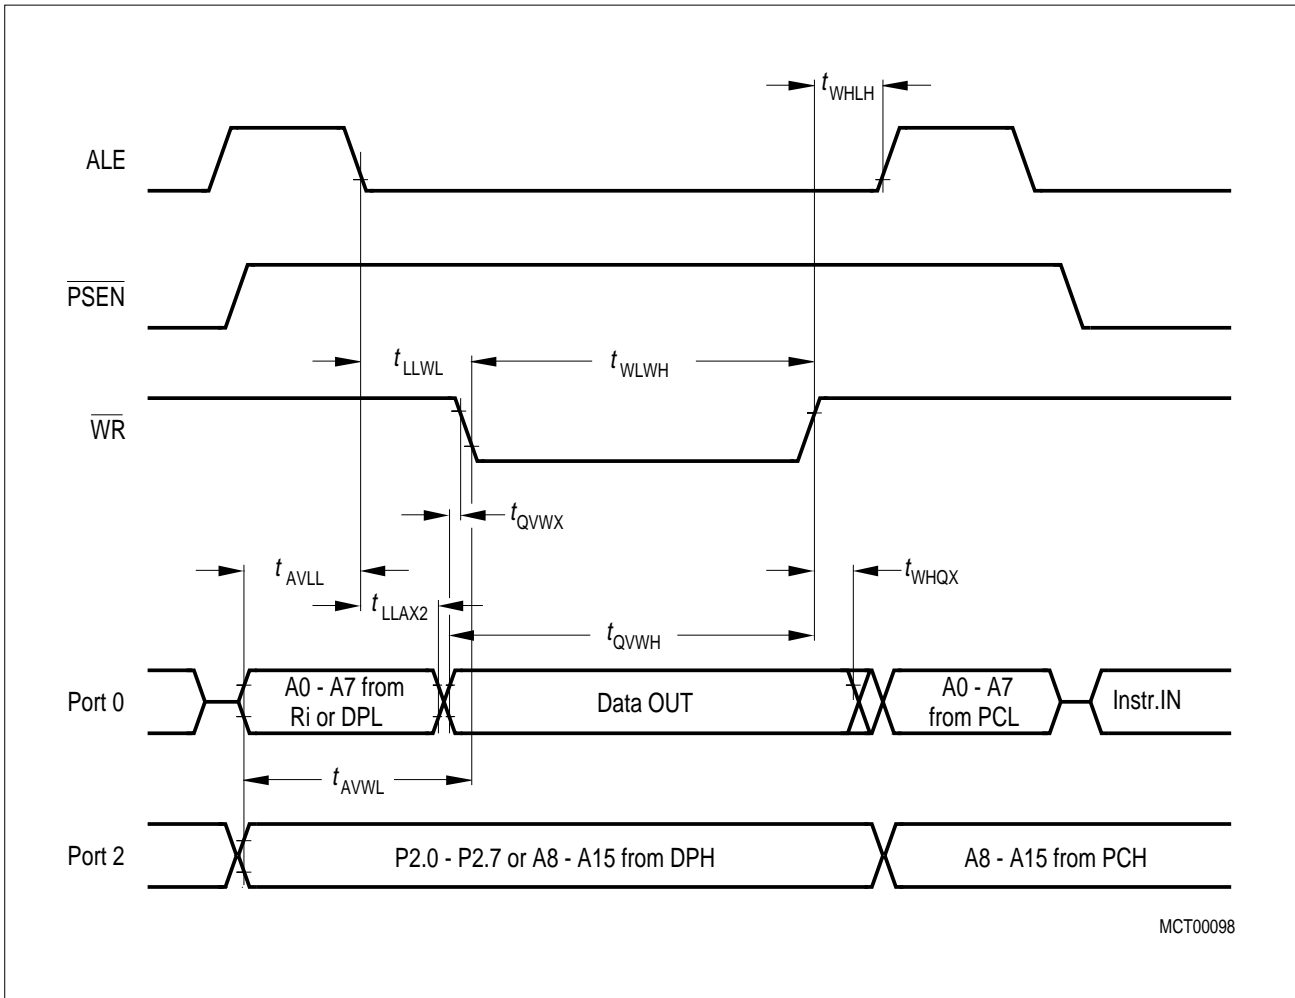 tWHLH
ALE
PSEN
tLLWL
tWLWH
WR
tQVWX
tAVLL
tWHQX
tLLAX2
tQVWH
Port 0
A0 - A7 from
Ri or DPL
Data OUT
A0 - A7
from PCL
Instr.IN
tAVWL
Port 2
P2.0 - P2.7 or A8 - A15 from DPH
A8 - A15 from PCH
MCT00098